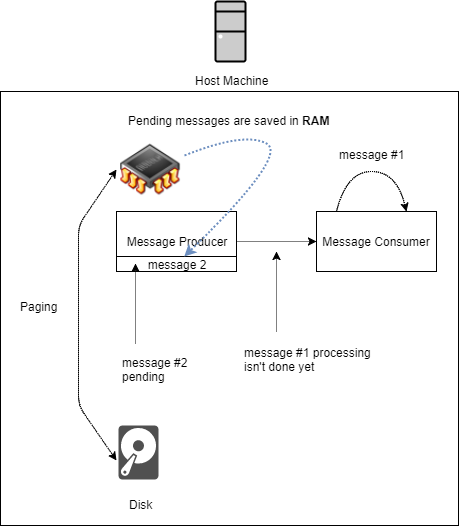 Host Machine
Pending messages are saved in RAM
message #1
Message Producer
Message Consumer
message 2
Paging
message #2
pending
message #1 processing
isn't done yet
Disk